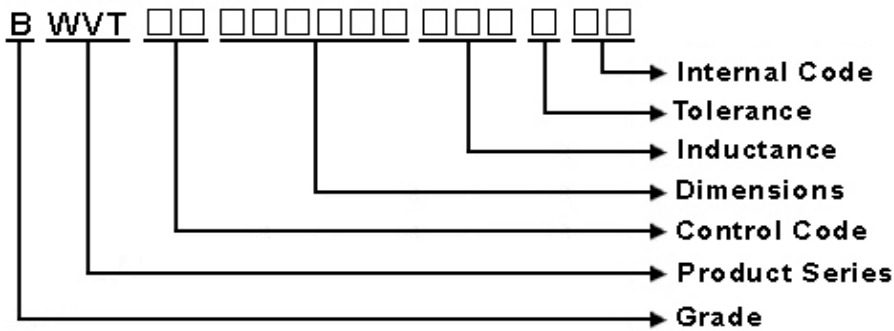 B WVT □□ □□□□□□ □□□ □ □□
Internal Code
Tolerance
Inductance
Dimensions
Control Code
Product Series
Grade